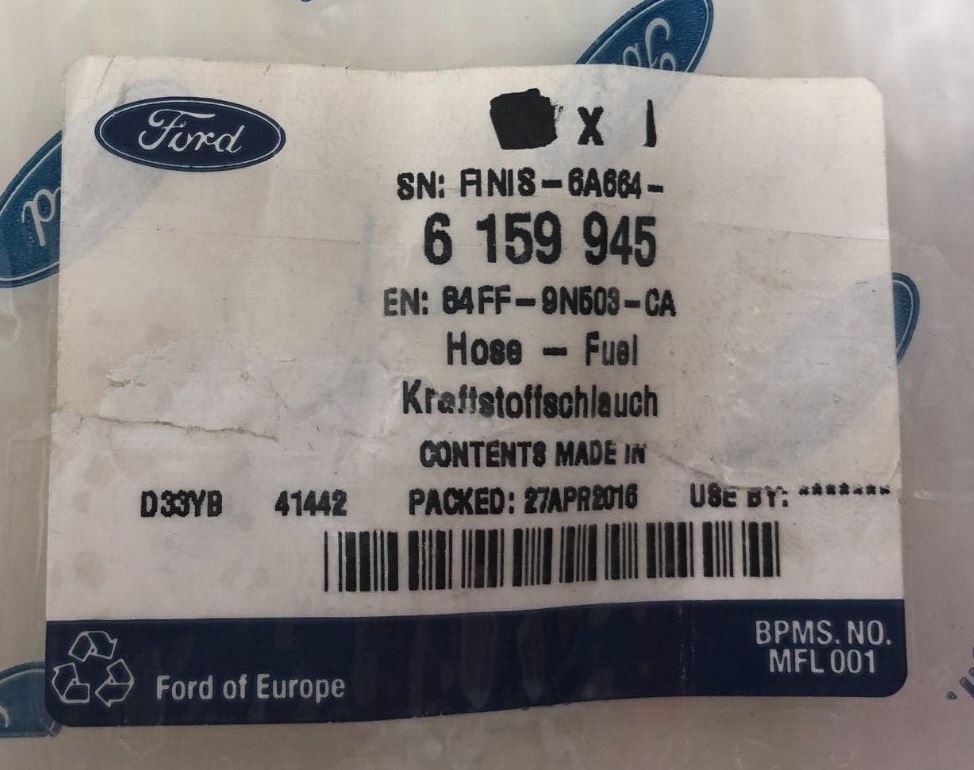 Ford
x 1
SN: FINIS-6A664-
6 159 945
EN: 84FF-9N503-CA
Hose - Fuel
Kraftstoffschlauch
CONTENTS MADE IN
D33YB 41442 PACKED: 27APR2016 USE BY: *******
BPMS. NO.
MFL 001
Ford of Europe